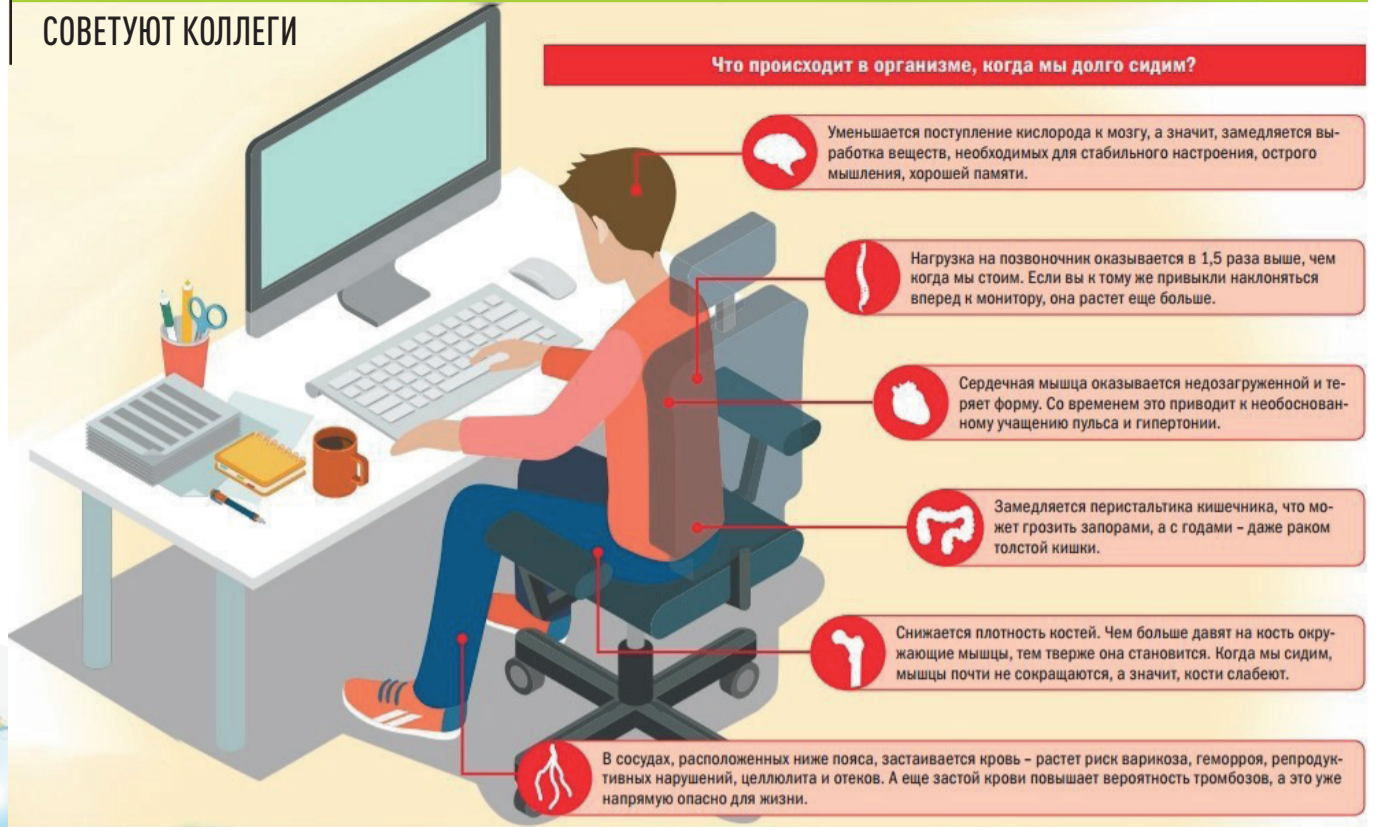 СОВЕТУЮТ КОЛЛЕГИ
Что происходит в организме, когда мы долго сидим?
Уменьшается поступление кислорода к мозгу, а значит, замедляется вы-
работка веществ, необходимых для стабильного настроения, острого
мышления, хорошей памяти.
Нагрузка на позвоночник оказывается в 1,5 раза выше, чем
когда мы стоим. Если вы к тому же привыкли наклоняться
вперед к монитору, она растет еще больше.
Сердечная мышца оказывается недозагруженной и те-
ряет форму. Со временем это приводит к необоснован-
ному учащению пульса и гипертонии.
Замедляется перистальтика кишечника, что мо-
жет грозить запорами, а с годами – даже раком
толстой кишки.
Снижается плотность костей. Чем больше давят на кость окру-
жающие мышцы, тем тверже она становится. Когда мы сидим,
мышцы почти не сокращаются, а значит, кости слабеют.
В сосудах, расположенных ниже пояса, застаивается кровь – растет риск варикоза, геморроя, репродук-
тивных нарушений, целлюлита и отеков. А еще застой крови повышает вероятность тромбозов, а это уже
напрямую опасно для жизни.